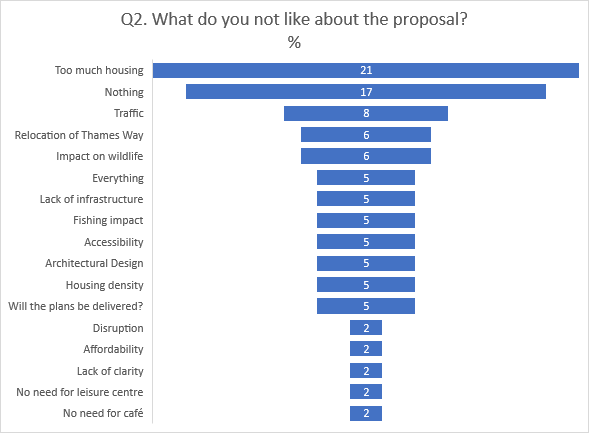 Q2. What do you not like about the proposal?
%
Too much housing 21
Nothing 17
Traffic 8
Relocation of Thames Way 6
Impact on wildlife 6
Everything 5
Lack of infrastructure 5
Fishing impact 5
Accessibility 5
Architectural Design 5
Housing density 5
Will the plans be delivered? 5
Disruption 2
Affordability 2
Lack of clarity 2
No need for leisure centre 2
No need for café 2